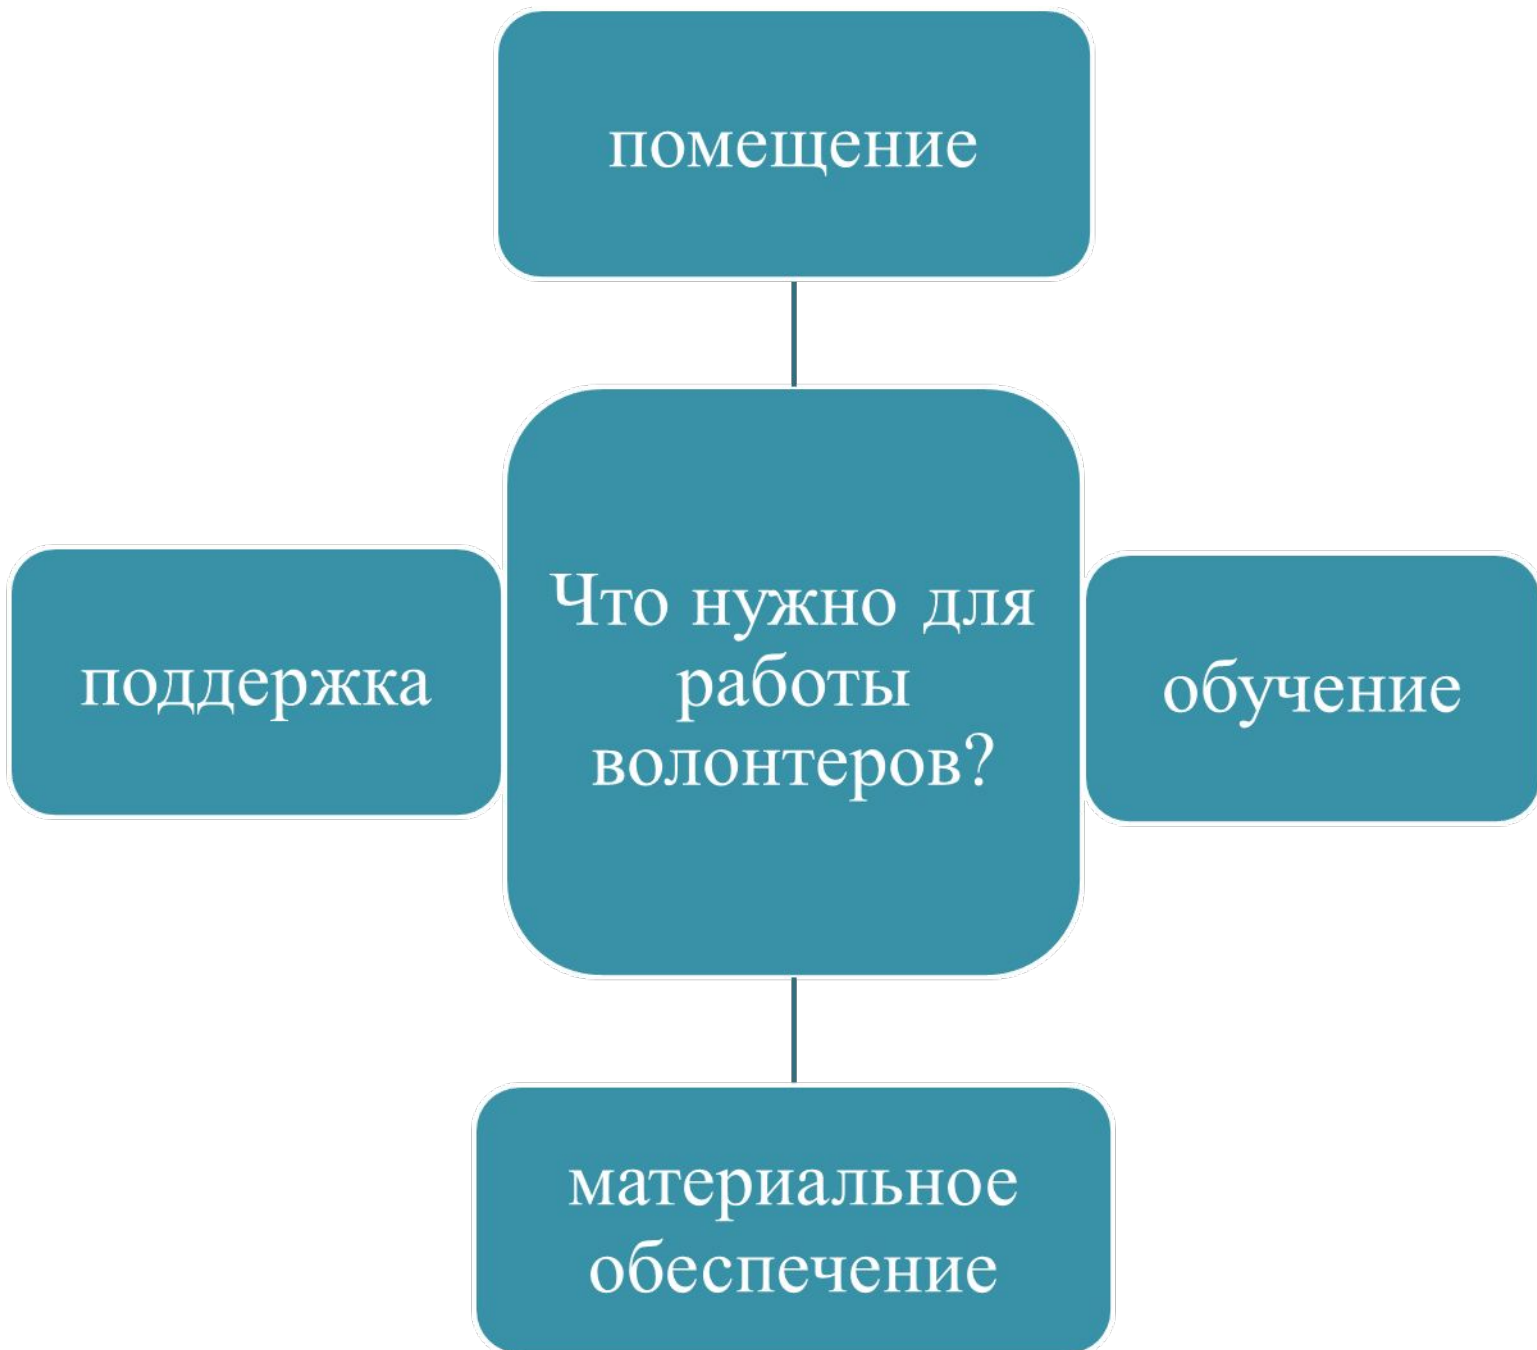 помещение
поддержка
Что нужно для
работы
волонтеров?
обучение
материальное
обеспечение